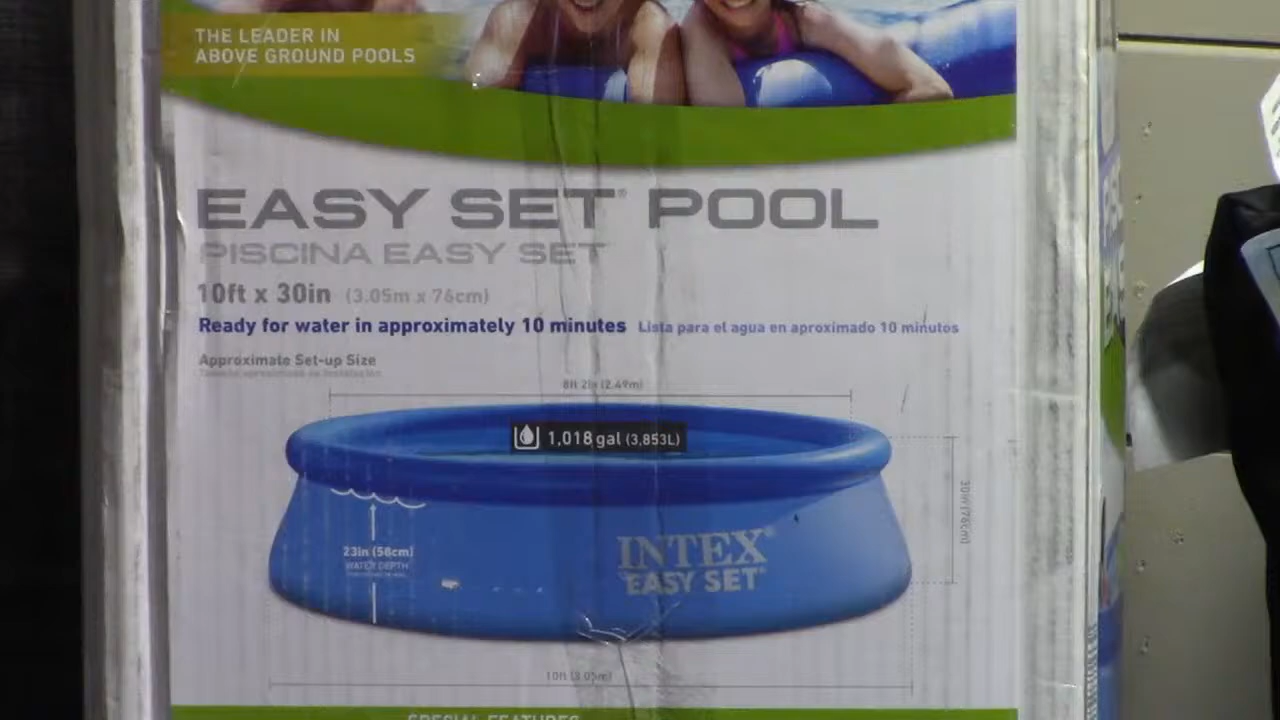 THE LEADER IN
ABOVE GROUND POOLS
EASY SET® POOL
PISCINA EASY SET
10ft x 30in (3.05m x 76cm)
Ready for water in approximately 10 minutes Lista para el agua en aproximado 10 minutos
Approximate Set-up Size
8ft 2in (2.49m)
1,018 gal (3,853L)
30in (76cm)
23in (58cm)
WATER DEPTH
INTEX®
EASY SET®
10ft (3.05m)
SPECIAL FEATURES